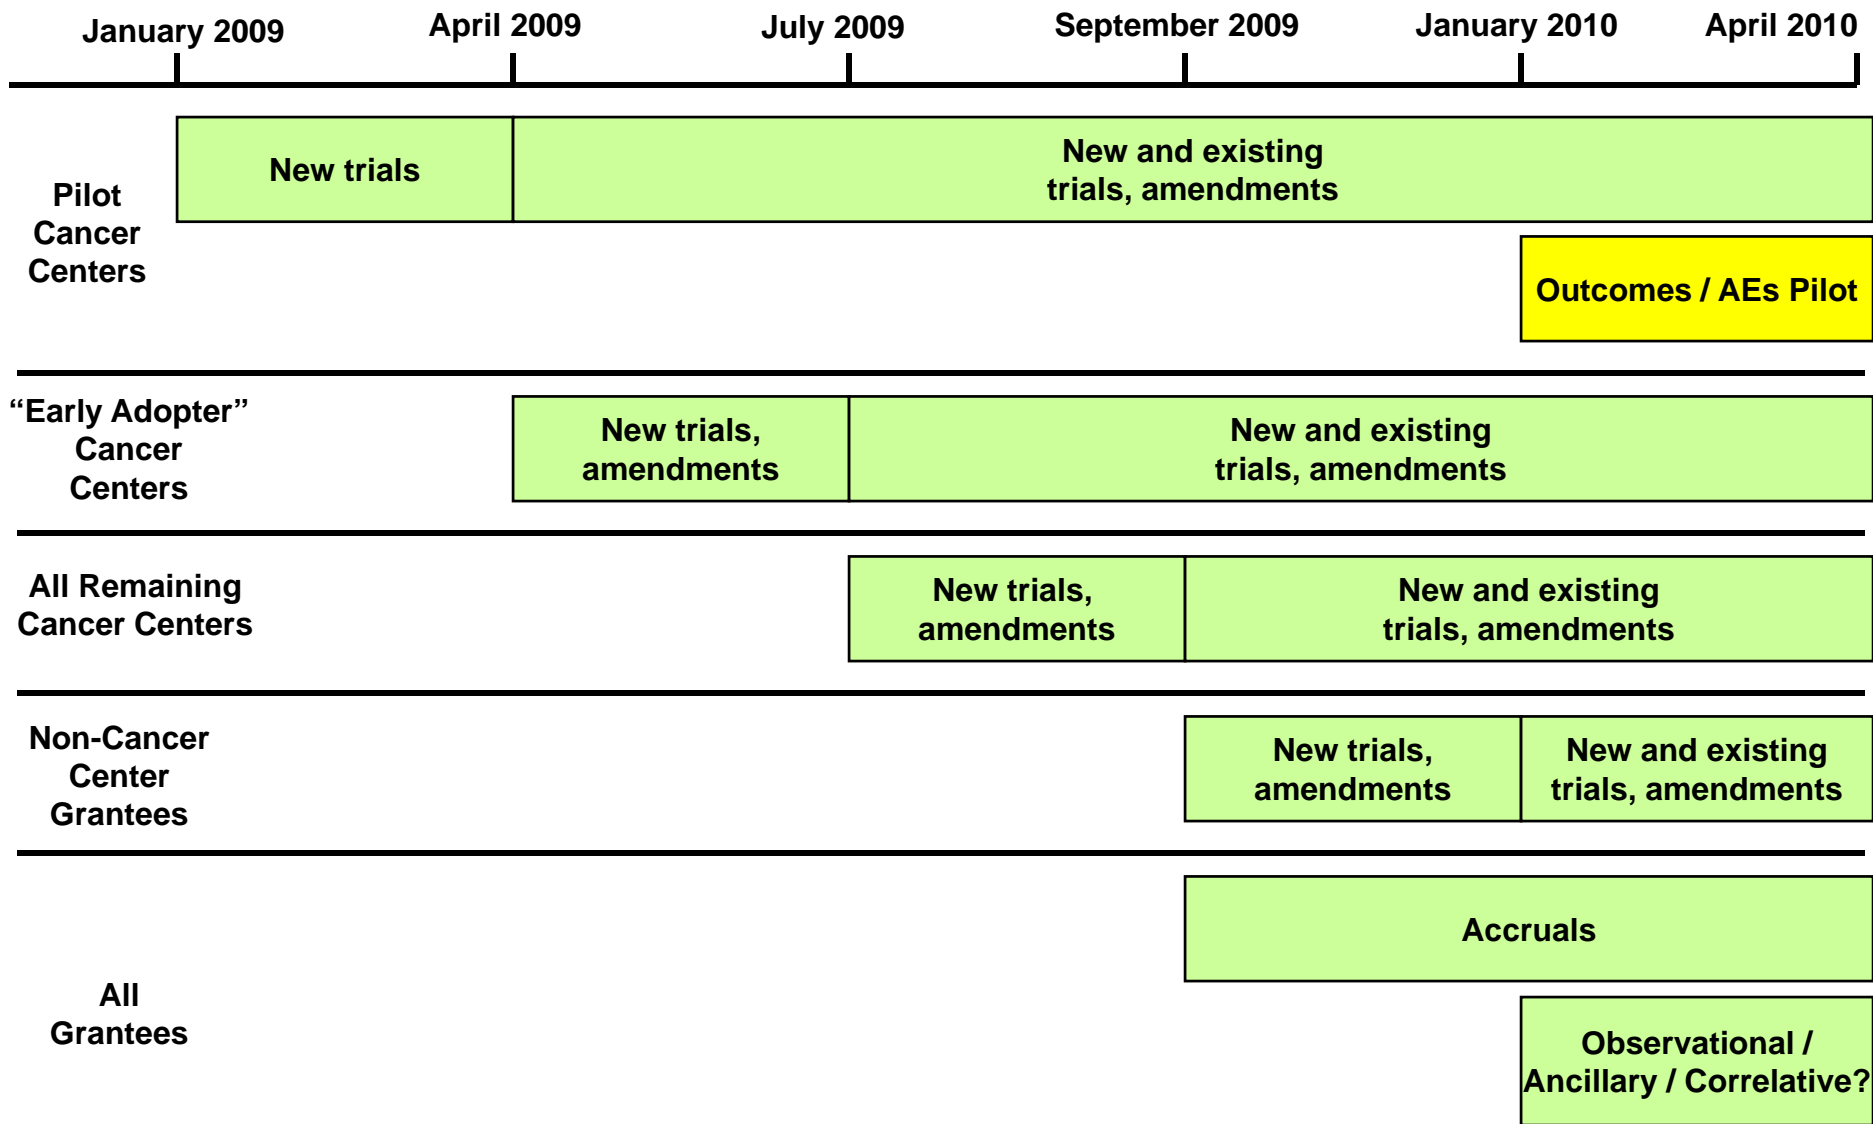 January 2009
April 2009
July 2009
September 2009
January 2010
April 2010
Pilot
Cancer
Centers
New trials
New and existing
trials, amendments
Outcomes / AEs Pilot
“Early Adopter”
Cancer
Centers
New trials,
amendments
New and existing
trials, amendments
All Remaining
Cancer Centers
New trials,
amendments
New and existing
trials, amendments
Non-Cancer
Center
Grantees
New trials,
amendments
New and existing
trials, amendments
All
Grantees
Accruals
Observational /
Ancillary / Correlative?